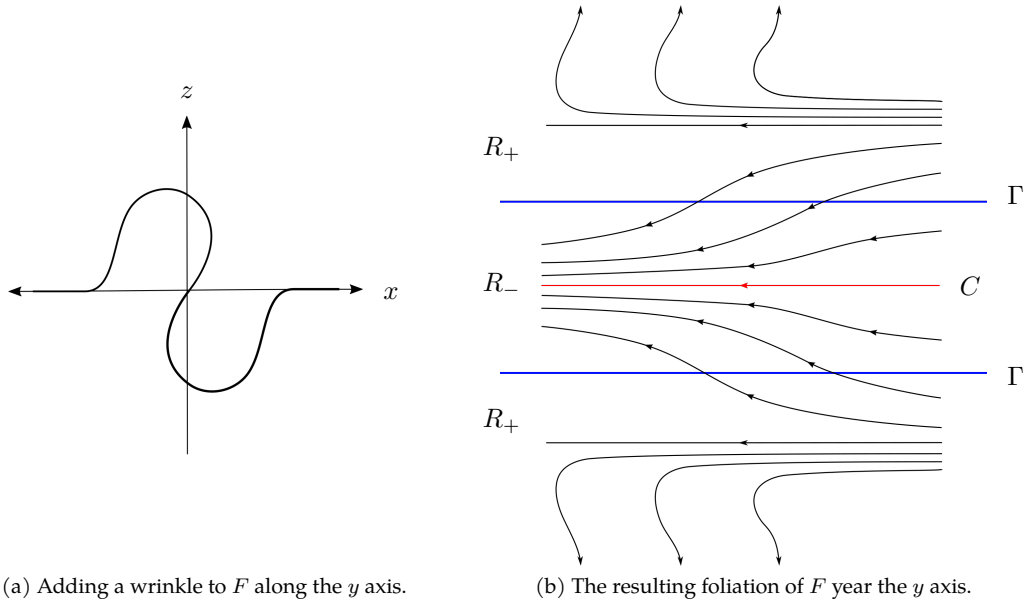 z
x
R₊
Γ
R₋
C
Γ
R₊
(a) Adding a wrinkle to F along the y axis.
(b) The resulting foliation of F year the y axis.